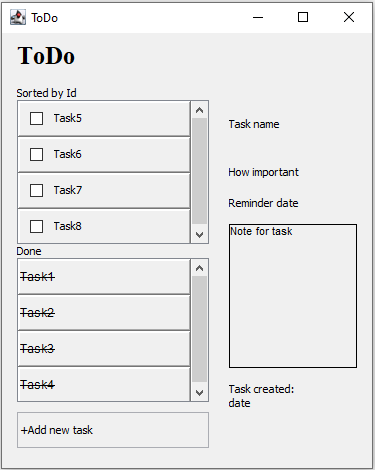 ToDo
ToDo
Sorted by Id
Task5
Task6
Task7
Task8
Done
Task1
Task2
Task3
Task4
+Add new task
Task name
How important
Reminder date
Note for task
Task created:
date